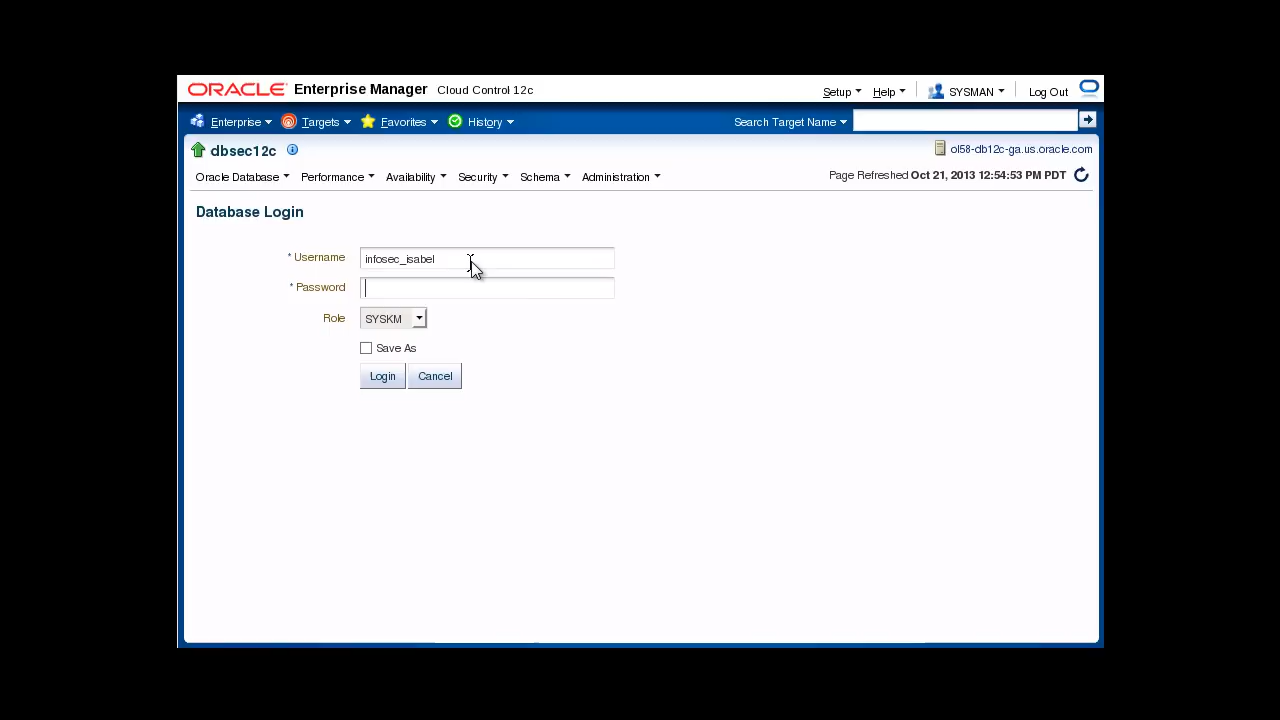 ORACLE Enterprise Manager Cloud Control 12c Setup Help SYSMAN Log Out
Enterprise Targets Favorites History Search Target Name
dbsec12c ol58-db12c-ga.us.oracle.com
Oracle Database Performance Availability Security Schema Administration Page Refreshed Oct 21, 2013 12:54:53 PM PDT
Database Login
* Username infosec_isabel
* Password
Role SYSKM
Save As
Login Cancel